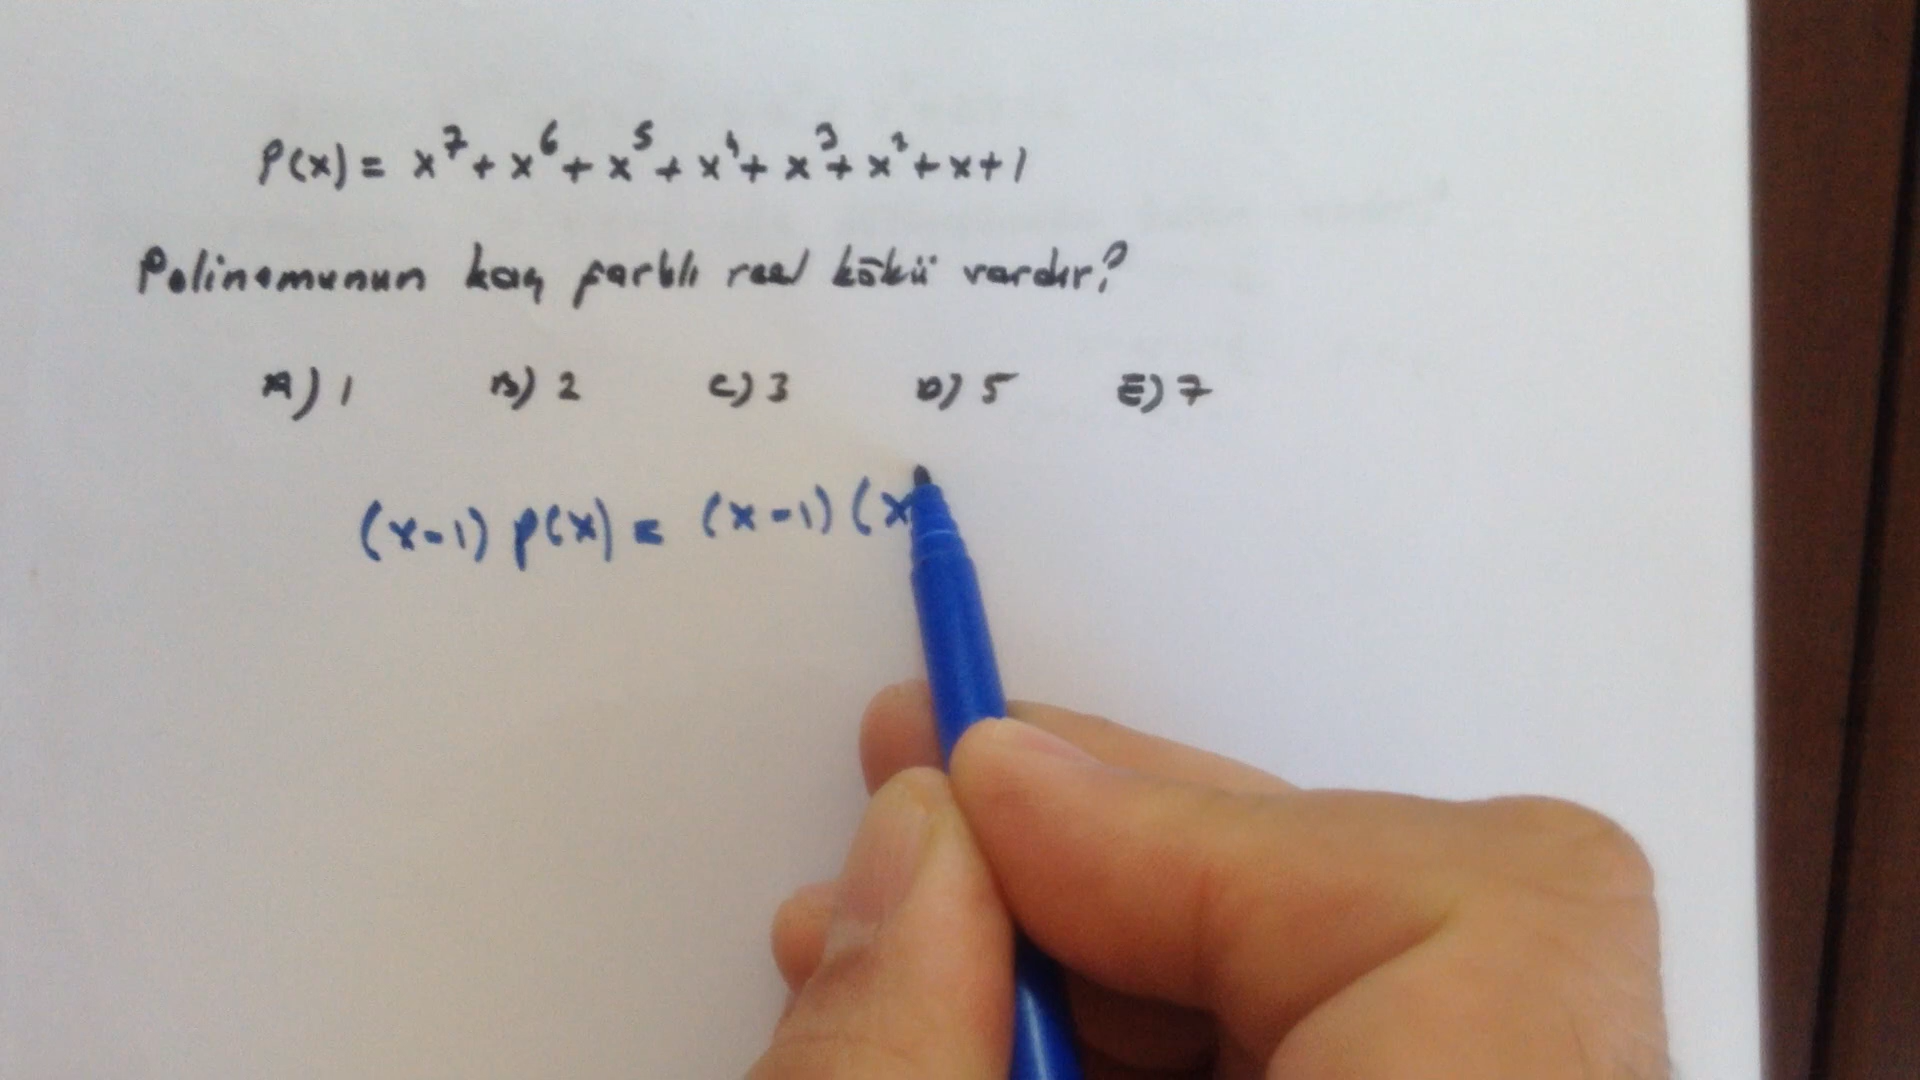 P(x) = x⁷ + x⁶ + x⁵ + x⁴ + x³ + x² + x + 1
Polinomunun kaç farklı reel kökü vardır?
A) 1 B) 2 C) 3 D) 5 E) 7
(x-1) P(x) = (x-1) (x